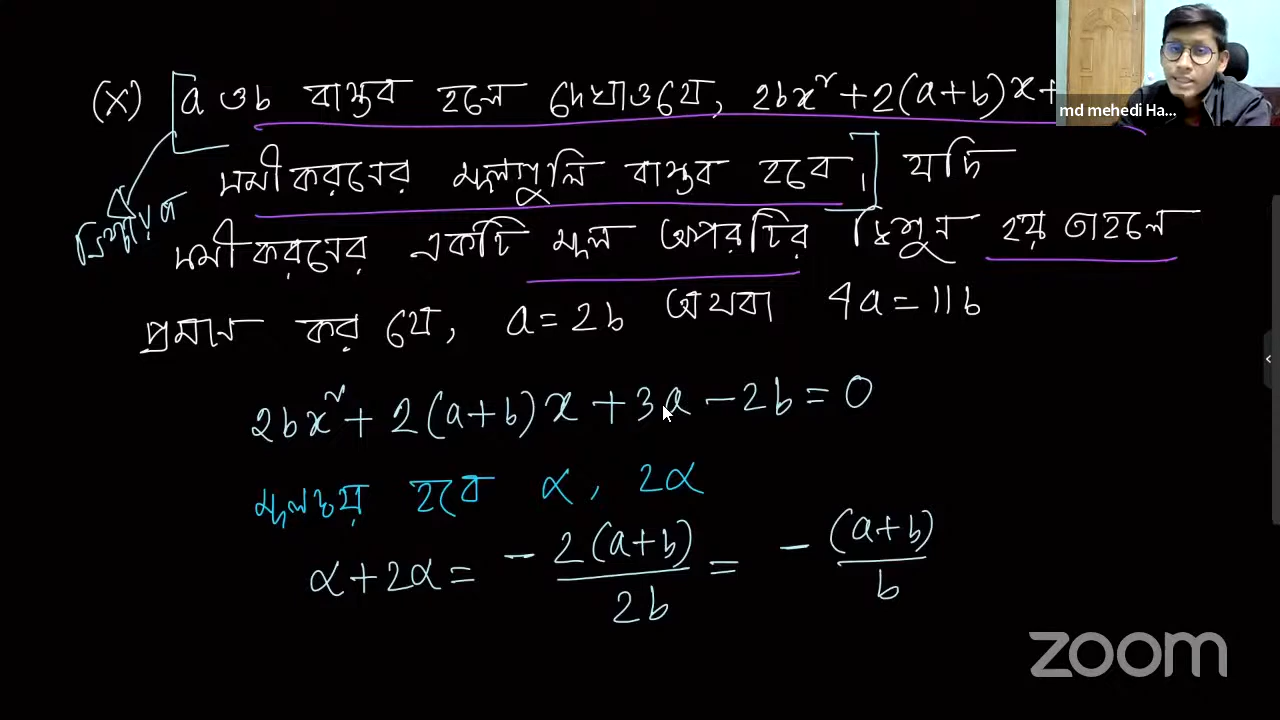 (x) [a ও b বাস্তব হলে দেখাও যে, 2bx² + 2(a+b)x +
সমীকরণের মূলগুলি বাস্তব হবে।] যদি
সমীকরণের একটি মূল অপরটির দ্বিগুণ হয় তাহলে
প্রমাণ কর যে, a = 2b অথবা 4a = 11b
2bx² + 2(a+b)x + 3a - 2b = 0
মূলদ্বয় হবে α, 2α
α + 2α = - 2(a+b)/2b = - (a+b)/b
md mehedi Ha...
zoom